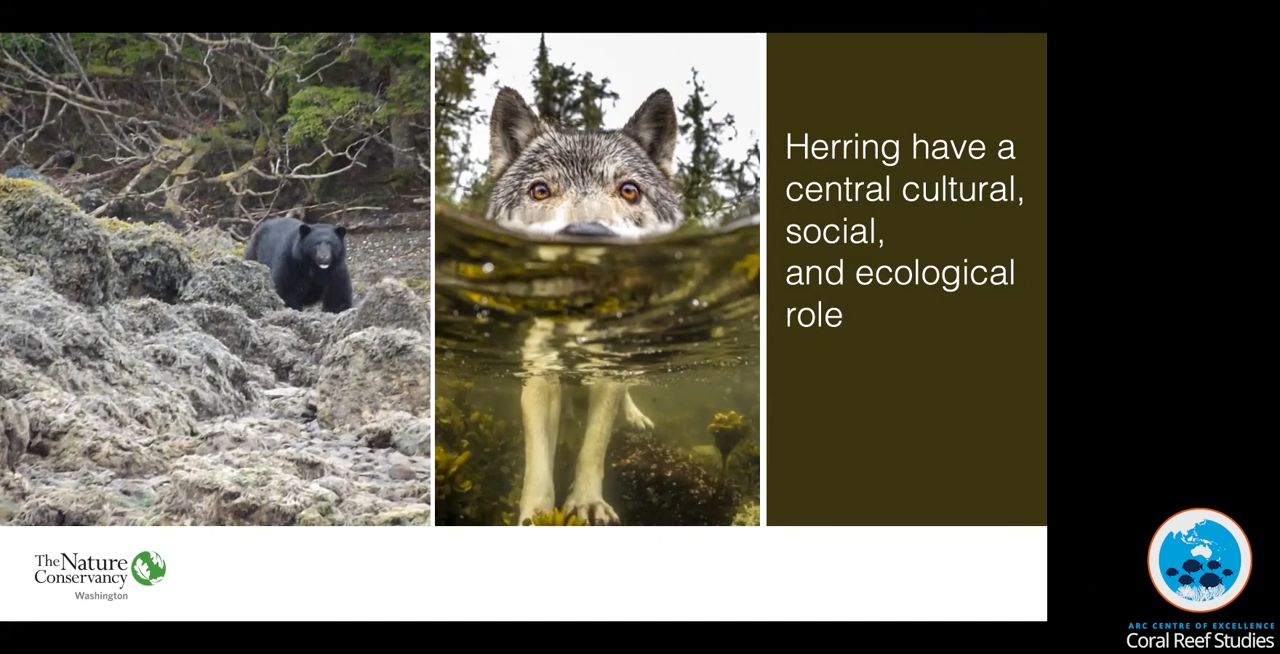 Herring have a
central cultural,
social,
and ecological
role
The Nature
Conservancy
Washington
ARC CENTRE OF EXCELLENCE
Coral Reef Studies